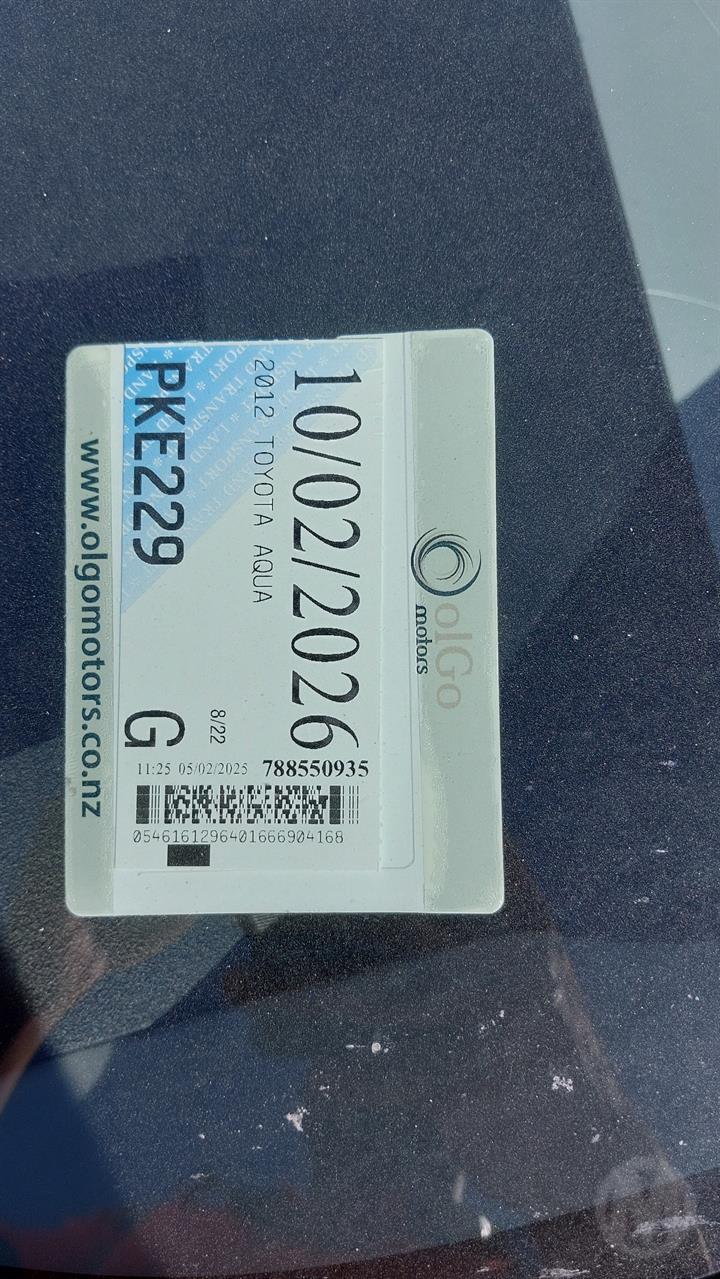 olGo
motors
10/02/2026
2012 TOYOTA AQUA
PKE229
8/22
G
11:25 05/02/2025 788550935
0546161296401666904168
www.olgomotors.co.nz